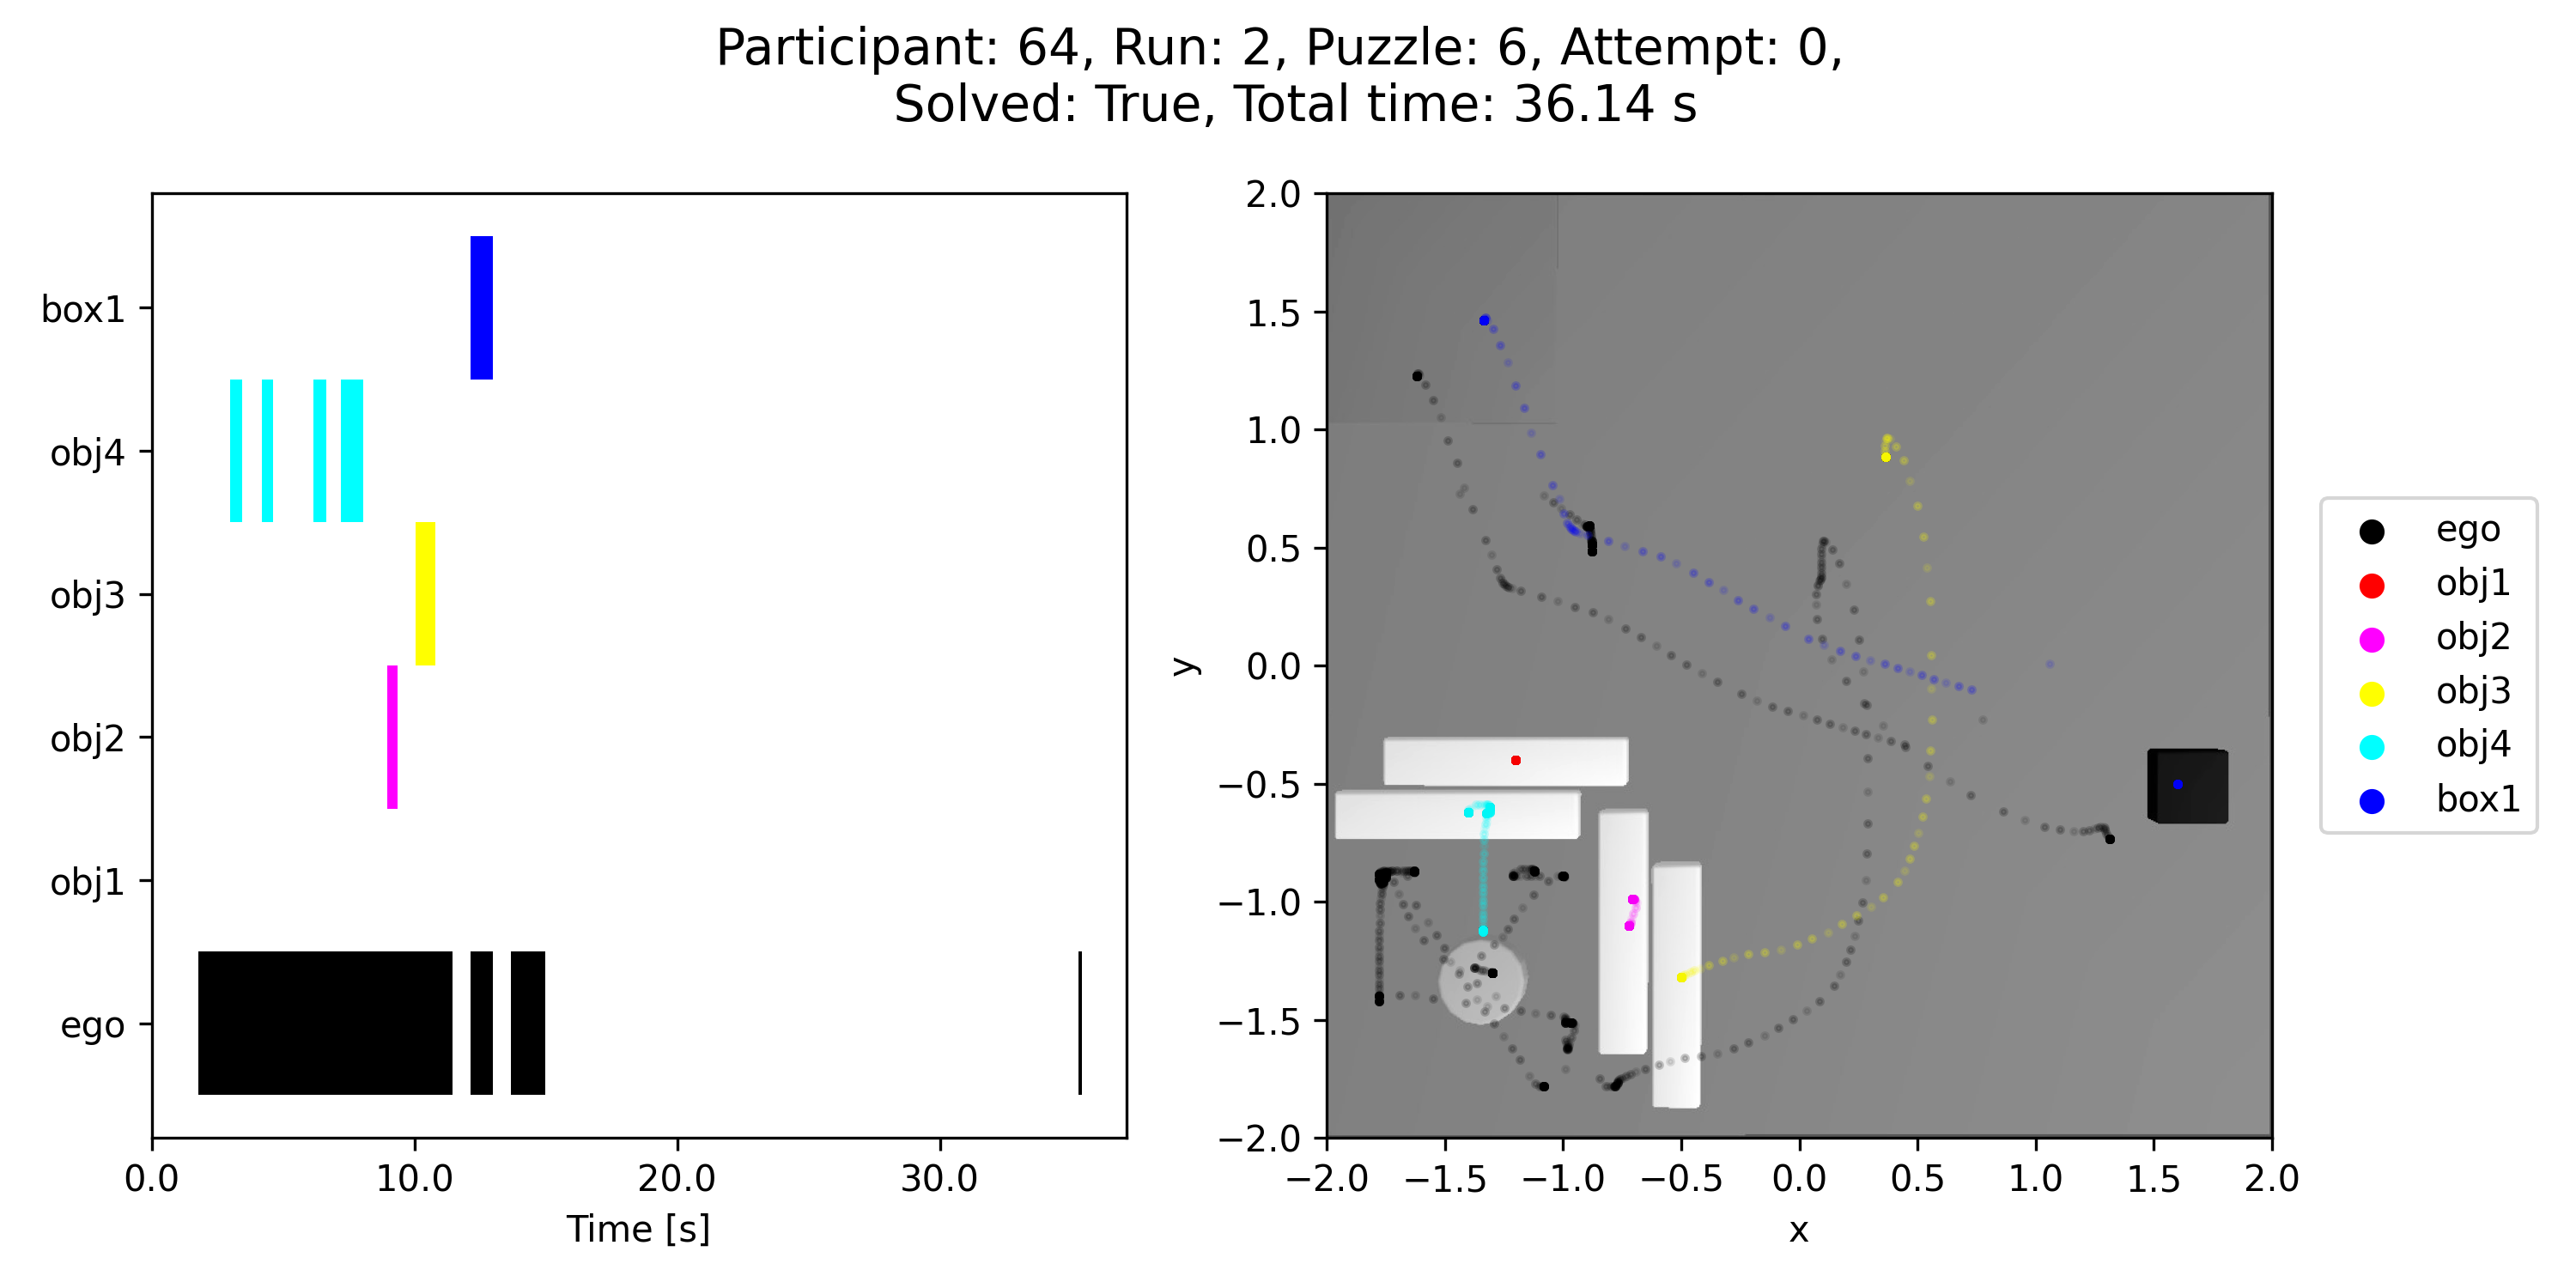 Participant: 64, Run: 2, Puzzle: 6, Attempt: 0,
Solved: True, Total time: 36.14 s
box1
obj4
obj3
obj2
obj1
ego
0.0 10.0 20.0 30.0
Time [s]
2.0
1.5
1.0
0.5
0.0
−0.5
−1.0
−1.5
−2.0
y
−2.0 −1.5 −1.0 −0.5 0.0 0.5 1.0 1.5 2.0
x
ego
obj1
obj2
obj3
obj4
box1